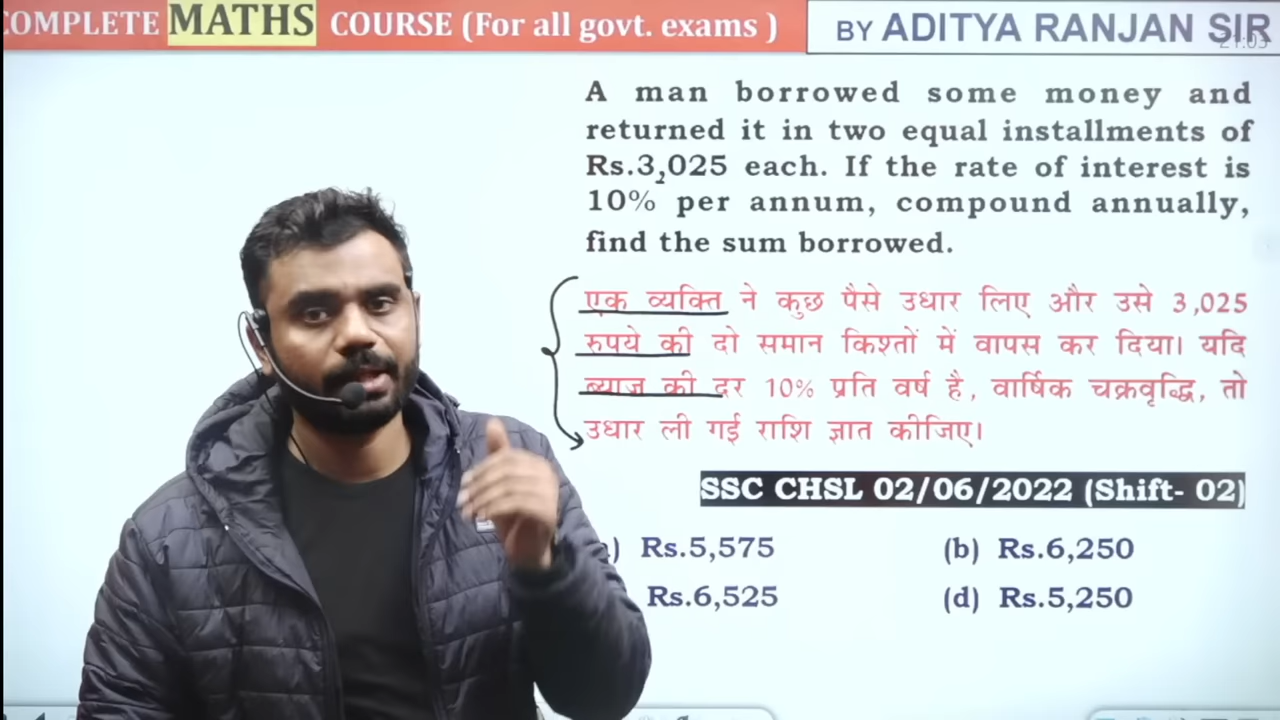 COMPLETE MATHS COURSE (For all govt. exams )
BY ADITYA RANJAN SIR
21:05
A man borrowed some money and
returned it in two equal installments of
Rs.3,025 each. If the rate of interest is
10% per annum, compound annually,
find the sum borrowed.
एक व्यक्ति ने कुछ पैसे उधार लिए और उसे 3,025
रुपये की दो समान किश्तों में वापस कर दिया। यदि
ब्याज की दर 10% प्रति वर्ष है, वार्षिक चक्रवृद्धि, तो
उधार ली गई राशि ज्ञात कीजिए।
SSC CHSL 02/06/2022 (Shift- 02)
) Rs.5,575 (b) Rs.6,250
Rs.6,525 (d) Rs.5,250